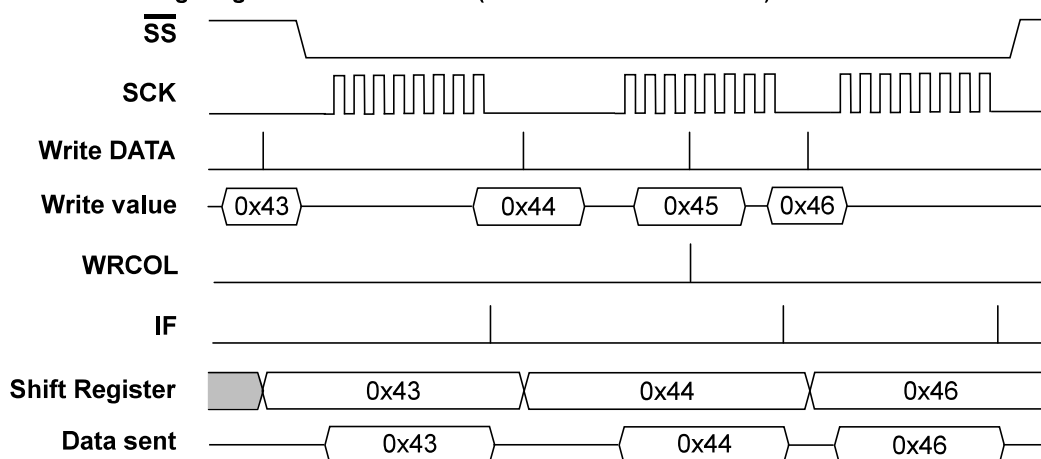 SS
SCK
Write DATA
Write value 0x43 0x44 0x45 0x46
WRCOL
IF
Shift Register 0x43 0x44 0x46
Data sent 0x43 0x44 0x46